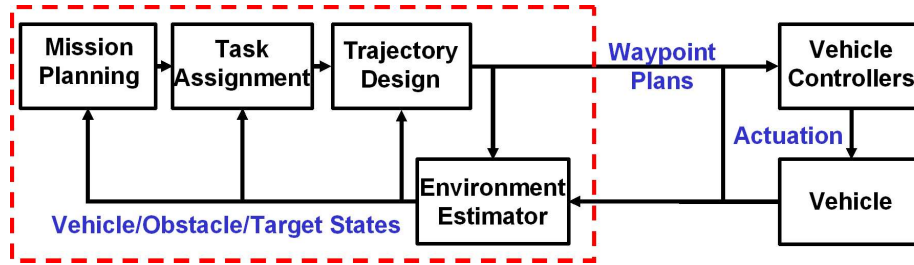 Mission
Planning
Task
Assignment
Trajectory
Design
Waypoint
Plans
Vehicle
Controllers
Actuation
Environment
Estimator
Vehicle
Vehicle/Obstacle/Target States